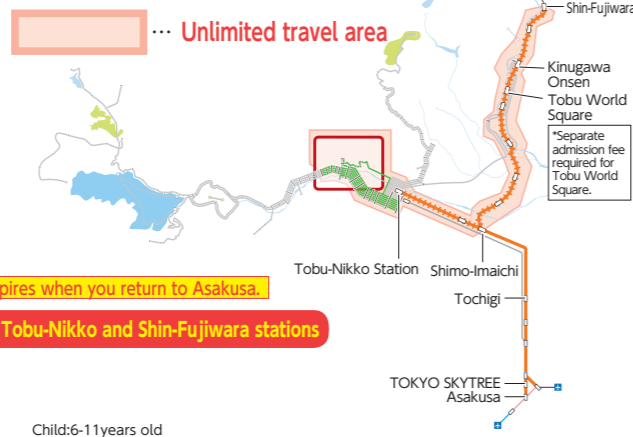 … Unlimited travel area
Shin-Fujiwara
Kinugawa
Onsen
Tobu World
Square
*Separate
admission fee
required for
Tobu World
Square.
Tobu-Nikko Station
Shimo-Imaichi
Tochigi
pires when you return to Asakusa.
Tobu-Nikko and Shin-Fujiwara stations
TOKYO SKYTREE
Asakusa
Child:6-11years old